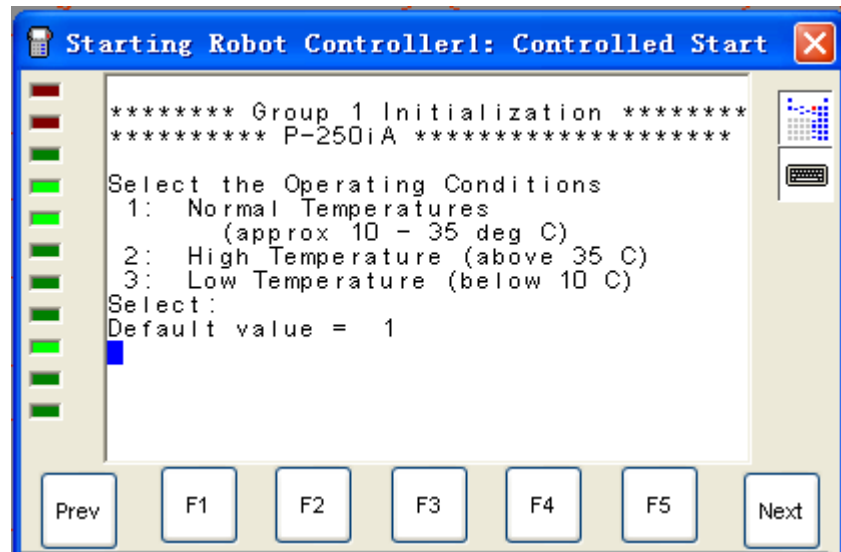 Starting Robot Controller1: Controlled Start
******** Group 1 Initialization ********
********** P-250iA ********************
Select the Operating Conditions
1: Normal Temperatures
(approx 10 - 35 deg C)
2: High Temperature (above 35 C)
3: Low Temperature (below 10 C)
Select:
Default value = 1
Prev F1 F2 F3 F4 F5 Next